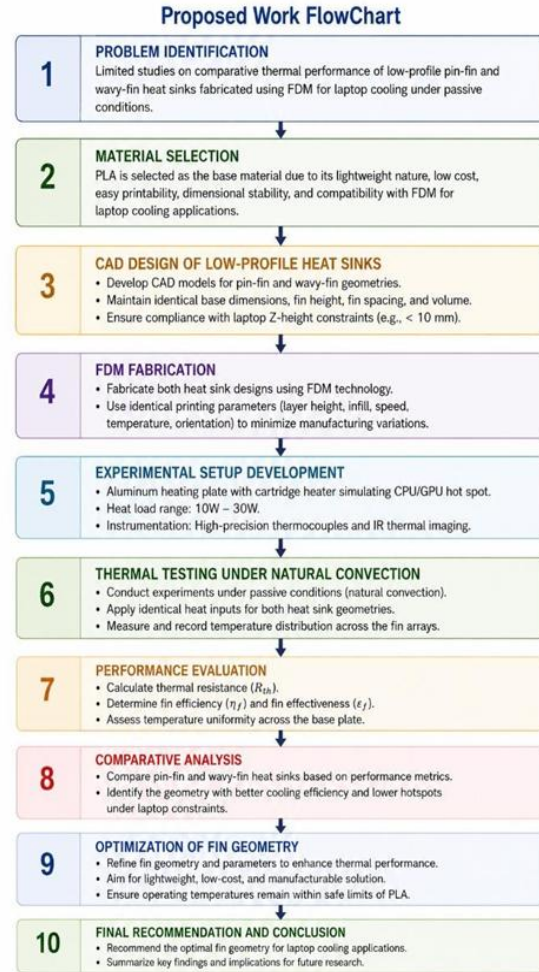 Proposed Work FlowChart
1
PROBLEM IDENTIFICATION
Limited studies on comparative thermal performance of low-profile pin-fin and
wavy-fin heat sinks fabricated using FDM for laptop cooling under passive
conditions.
2
MATERIAL SELECTION
PLA is selected as the base material due to its lightweight nature, low cost,
easy printability, dimensional stability, and compatibility with FDM for
laptop cooling applications.
3
CAD DESIGN OF LOW-PROFILE HEAT SINKS
• Develop CAD models for pin-fin and wavy-fin geometries.
• Maintain identical base dimensions, fin height, fin spacing, and volume.
• Ensure compliance with laptop Z-height constraints (e.g., < 10 mm).
4
FDM FABRICATION
• Fabricate both heat sink designs using FDM technology.
• Use identical printing parameters (layer height, infill, speed,
temperature, orientation) to minimize manufacturing variations.
5
EXPERIMENTAL SETUP DEVELOPMENT
• Aluminum heating plate with cartridge heater simulating CPU/GPU hot spot.
• Heat load range: 10W – 30W.
• Instrumentation: High-precision thermocouples and IR thermal imaging.
6
THERMAL TESTING UNDER NATURAL CONVECTION
• Conduct experiments under passive conditions (natural convection).
• Apply identical heat inputs for both heat sink geometries.
• Measure and record temperature distribution across the fin arrays.
7
PERFORMANCE EVALUATION
• Calculate thermal resistance (R_th).
• Determine fin efficiency (η_f) and fin effectiveness (ε_f).
• Assess temperature uniformity across the base plate.
8
COMPARATIVE ANALYSIS
• Compare pin-fin and wavy-fin heat sinks based on performance metrics.
• Identify the geometry with better cooling efficiency and lower hotspots
under laptop constraints.
9
OPTIMIZATION OF FIN GEOMETRY
• Refine fin geometry and parameters to enhance thermal performance.
• Aim for lightweight, low-cost, and manufacturable solution.
• Ensure operating temperatures remain within safe limits of PLA.
10
FINAL RECOMMENDATION AND CONCLUSION
• Recommend the optimal fin geometry for laptop cooling applications.
• Summarize key findings and implications for future research.